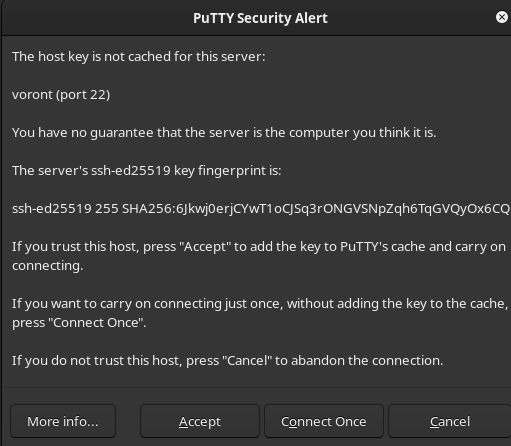 PuTTY Security Alert
The host key is not cached for this server:
voront (port 22)
You have no guarantee that the server is the computer you think it is.
The server's ssh-ed25519 key fingerprint is:
ssh-ed25519 255 SHA256:6Jkwj0erjCYwT1oCJSq3rONGVSNpZqh6TqGVQyOx6CQ
If you trust this host, press "Accept" to add the key to PuTTY's cache and carry on
connecting.
If you want to carry on connecting just once, without adding the key to the cache,
press "Connect Once".
If you do not trust this host, press "Cancel" to abandon the connection.
More info... Accept Connect Once Cancel